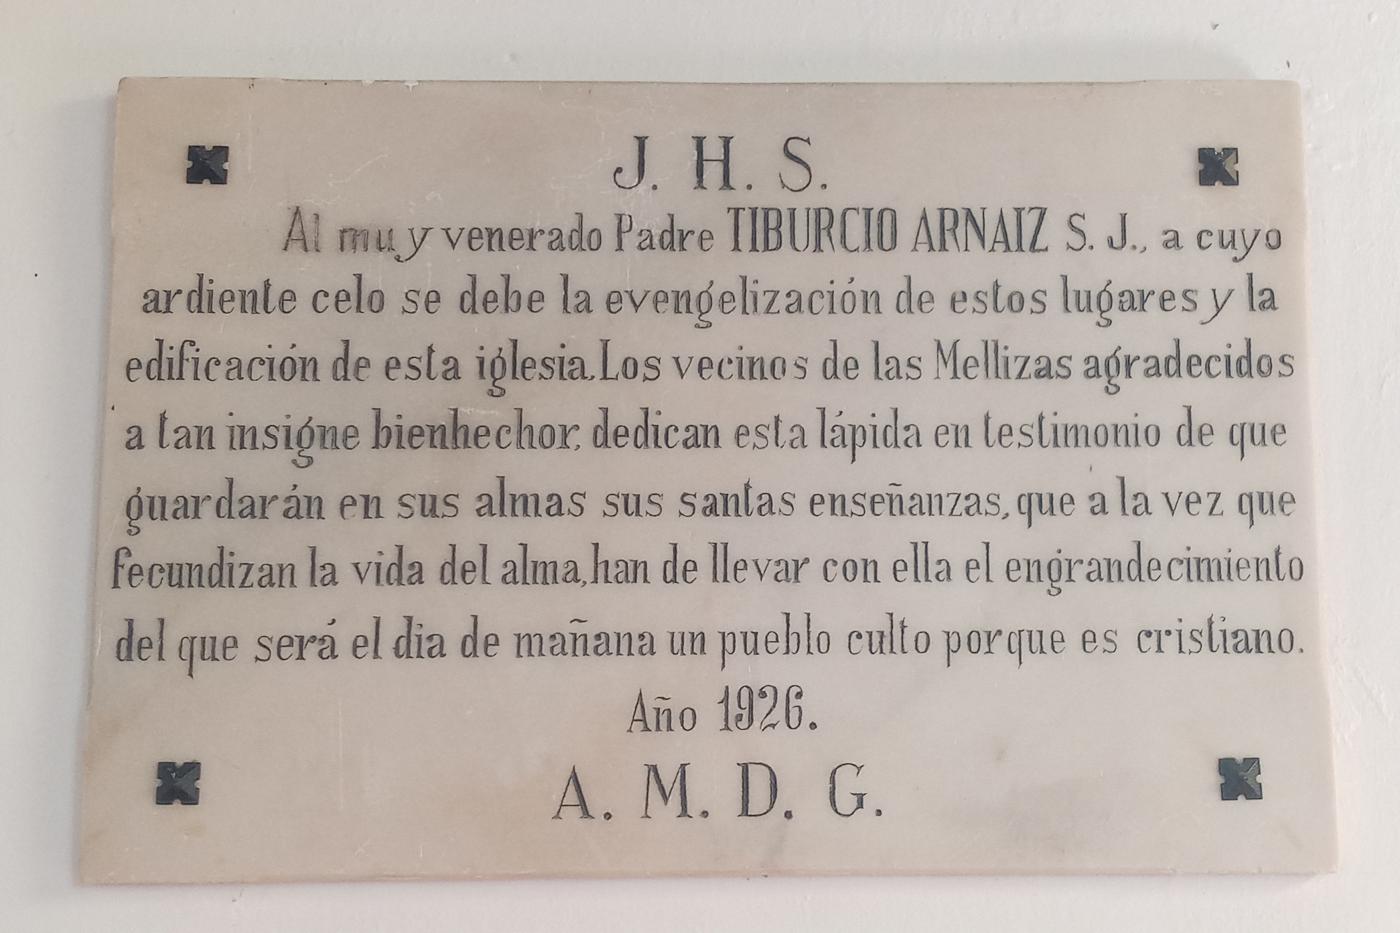 J. H. S.
Al muy venerado Padre TIBURCIO ARNAIZ S. J., a cuyo
ardiente celo se debe la evengelización de estos lugares y la
edificación de esta iglesia. Los vecinos de las Mellizas agradecidos
a tan insigne bienhechor, dedican esta lápida en testimonio de que
guardarán en sus almas sus santas enseñanzas, que a la vez que
fecundizan la vida del alma, han de llevar con ella el engrandecimiento
del que será el dia de mañana un pueblo culto porque es cristiano.
Año 1926.
A. M. D. G.